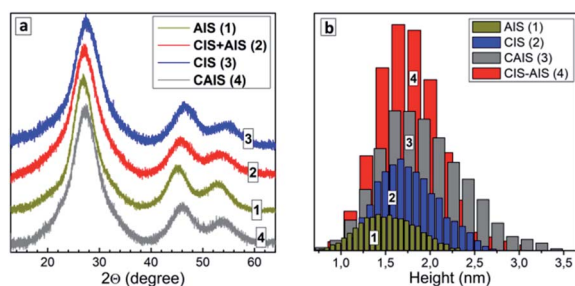 a
AIS (1)
CIS+AIS (2)
CIS (3)
CAIS (4)
3
2
1
4
20 30 40 50 60
2Θ (degree)
b
AIS (1)
CIS (2)
CAIS (3)
CIS-AIS (4)
4
3
2
1
1,0 1,5 2,0 2,5 3,0 3,5
Height (nm)